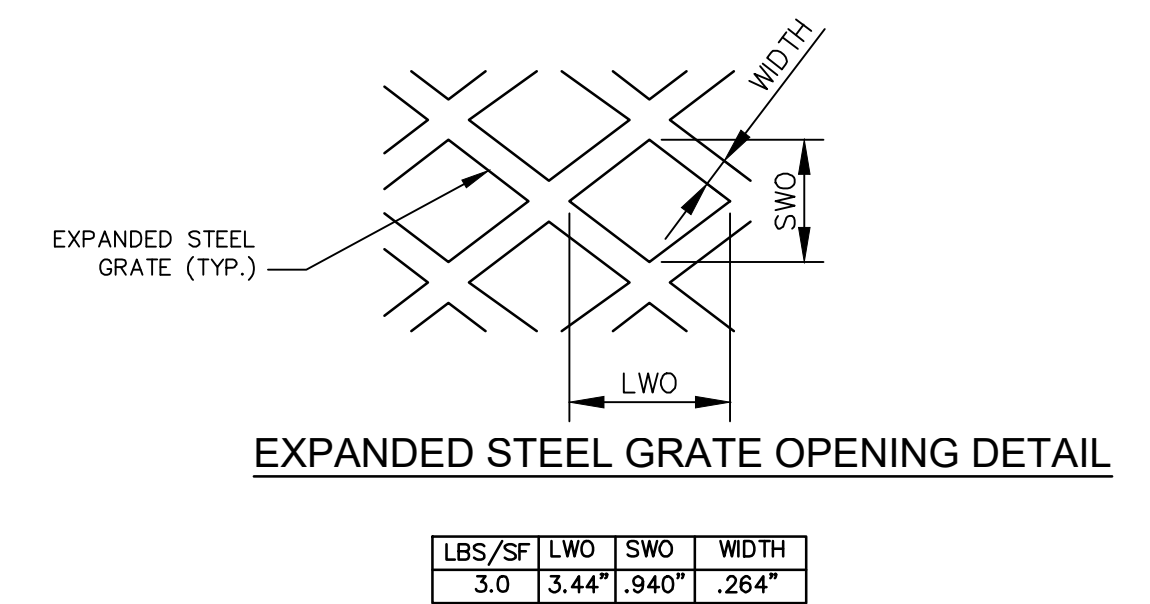 WIDTH
SWO
EXPANDED STEEL
GRATE (TYP.)
LWO
EXPANDED STEEL GRATE OPENING DETAIL
LBS/SF LWO SWO WIDTH
3.0 3.44" .940" .264"